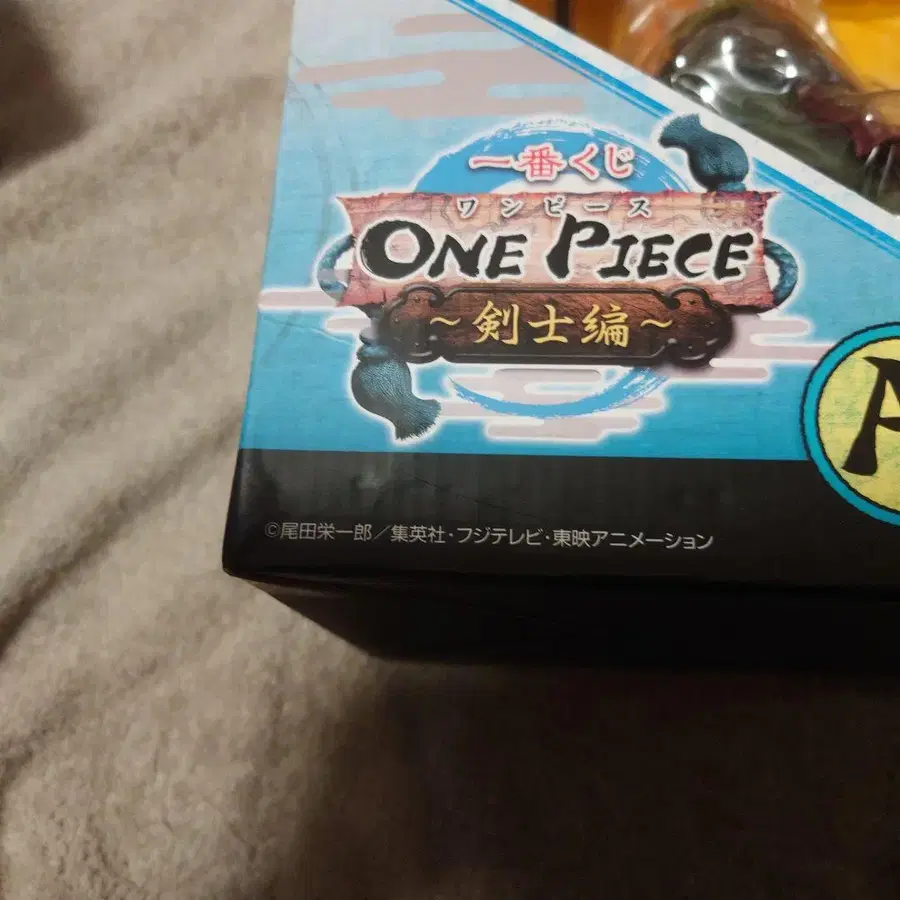 一番くじ
ワンピース
ONE PIECE
~剣士編~
A
©尾田栄一郎/集英社・フジテレビ・東映アニメーション